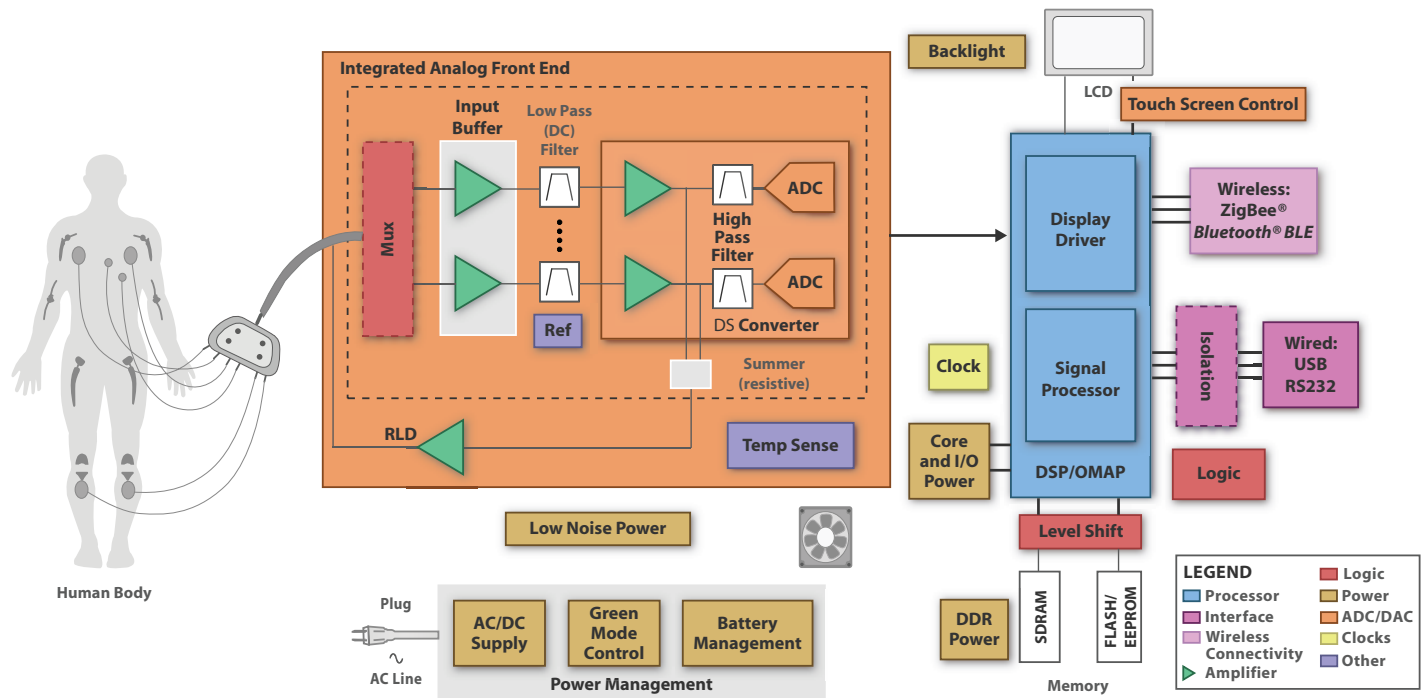 Integrated Analog Front End
Input
Buffer
Low Pass
(DC)
Filter
Mux
ADC
High
Pass
Filter
ADC
Ref
DS Converter
Summer
(resistive)
RLD
Temp Sense
Human Body
Low Noise Power
Plug
AC Line
AC/DC
Supply
Green
Mode
Control
Battery
Management
Power Management
Backlight
LCD
Touch Screen Control
Display
Driver
Signal
Processor
DSP/OMAP
Wireless:
ZigBee®
Bluetooth® BLE
Isolation
Wired:
USB
RS232
Clock
Core
and I/O
Power
Logic
Level Shift
DDR
Power
SDRAM
FLASH/
EEPROM
Memory
LEGEND
Processor
Interface
Wireless
Connectivity
Amplifier
Logic
Power
ADC/DAC
Clocks
Other